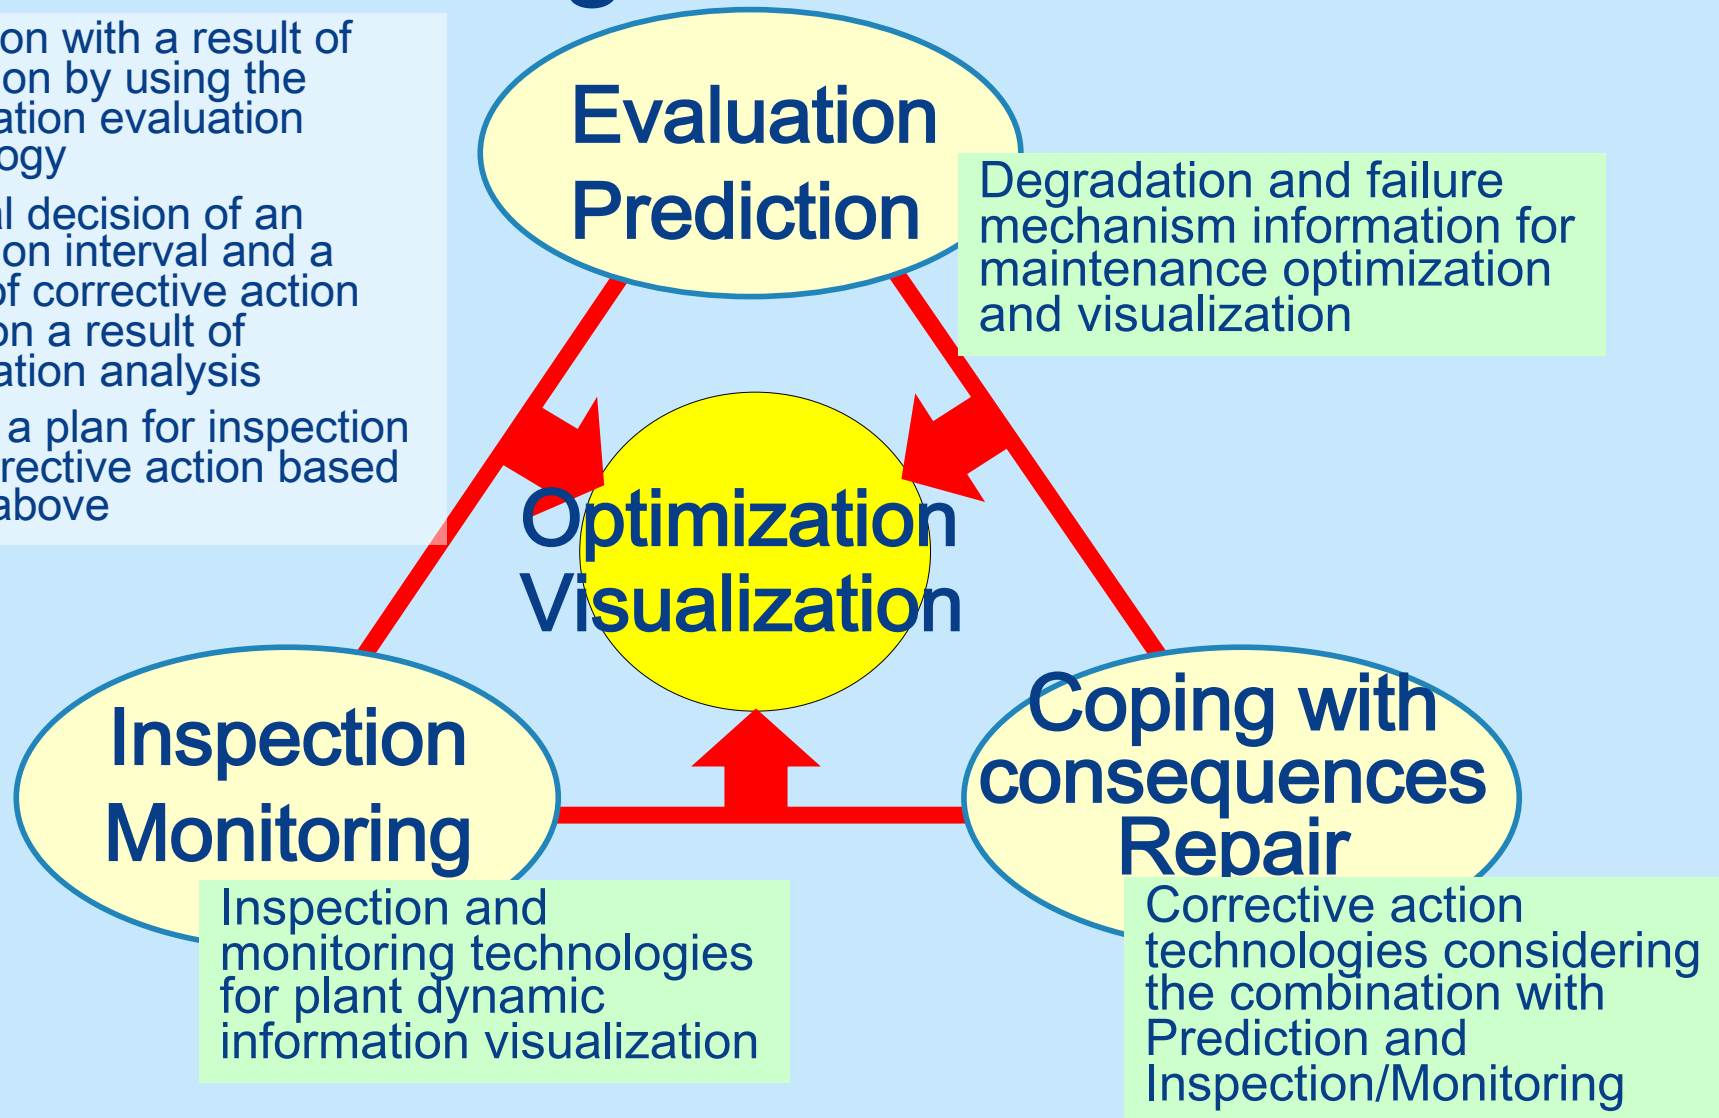 on with a result of
on by using the
ation evaluation
ogy
al decision of an
on interval and a
of corrective action
on a result of
ation analysis
a plan for inspection
rrective action based
above
Evaluation
Prediction
Degradation and failure
mechanism information for
maintenance optimization
and visualization
Optimization
Visualization
Inspection
Monitoring
Inspection and
monitoring technologies
for plant dynamic
information visualization
Coping with
consequences
Repair
Corrective action
technologies considering
the combination with
Prediction and
Inspection/Monitoring